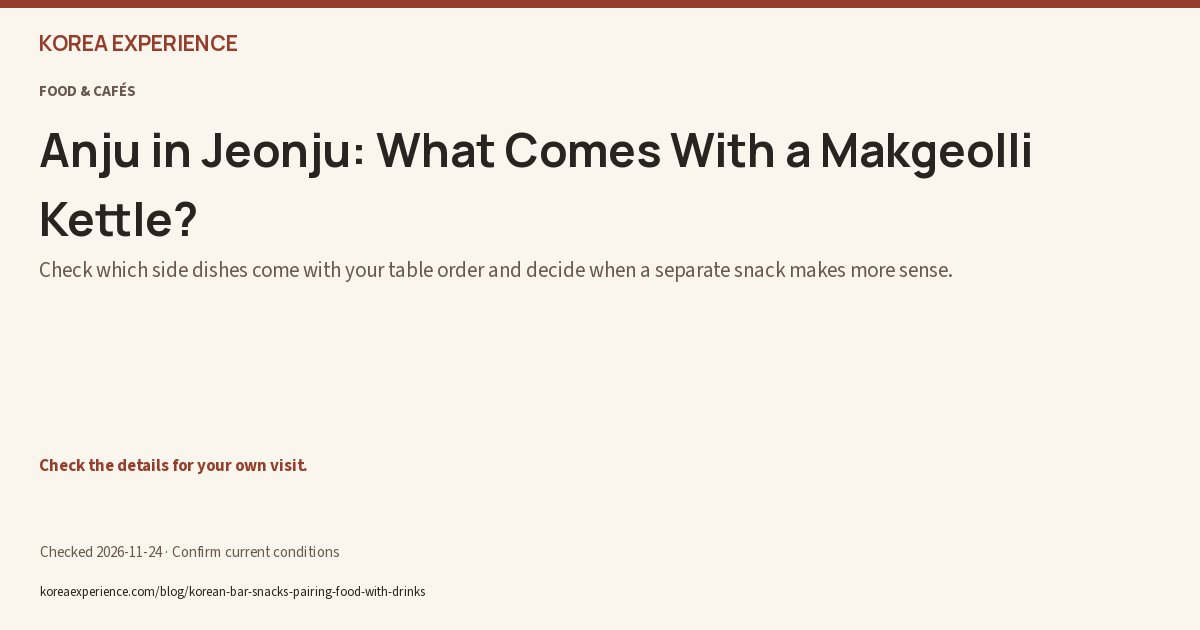 KOREA EXPERIENCE
FOOD & CAFÉS
Anju in Jeonju: What Comes With a Makgeolli
Kettle?
Check which side dishes come with your table order and decide when a separate snack makes more sense.
Check the details for your own visit.
Checked 2026-11-24 · Confirm current conditions
koreaexperience.com/blog/korean-bar-snacks-pairing-food-with-drinks